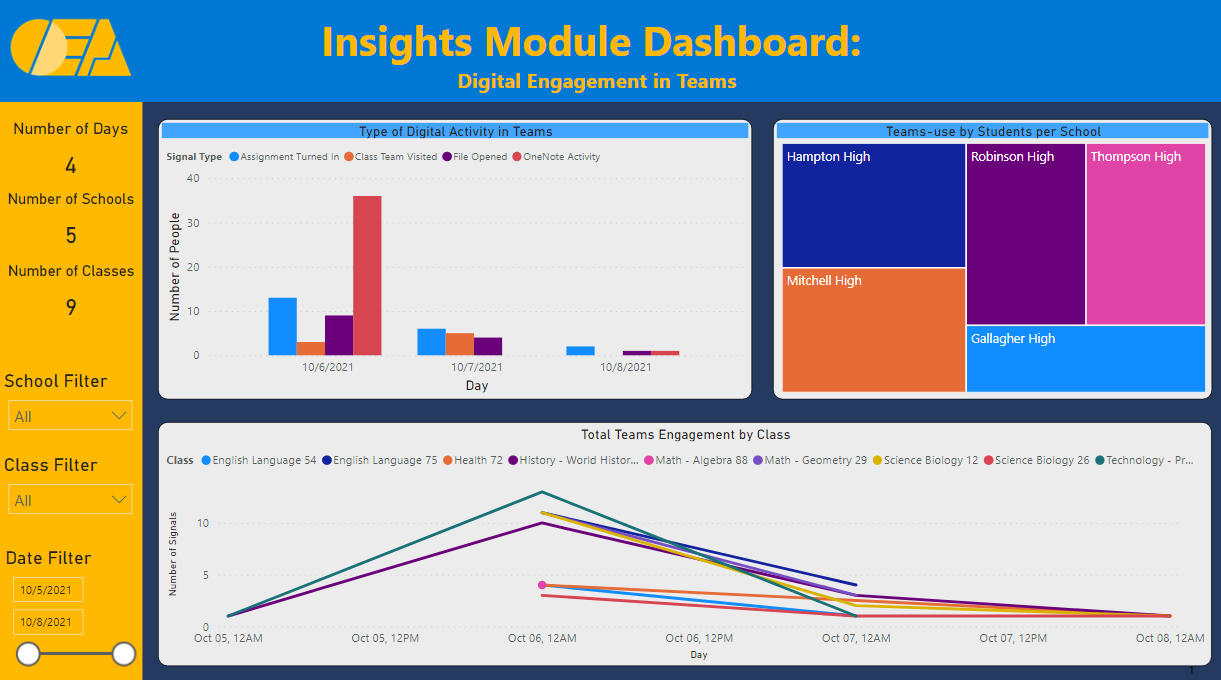 OEA
Insights Module Dashboard:
Digital Engagement in Teams
Number of Days
4
Number of Schools
5
Number of Classes
9
School Filter
All
Class Filter
All
Date Filter
10/5/2021
10/8/2021
Type of Digital Activity in Teams
Signal Type Assignment Turned In Class Team Visited File Opened OneNote Activity
Number of People
40
30
20
10
0
10/6/2021 10/7/2021 10/8/2021
Day
Teams-use by Students per School
Hampton High
Robinson High
Thompson High
Mitchell High
Gallagher High
Total Teams Engagement by Class
Class English Language 54 English Language 75 Health 72 History - World Histor... Math - Algebra 88 Math - Geometry 29 Science Biology 12 Science Biology 26 Technology - Pr...
Number of Signals
10
5
0
Oct 05, 12AM Oct 05, 12PM Oct 06, 12AM Oct 06, 12PM Oct 07, 12AM Oct 07, 12PM Oct 08, 12AM
Day
1